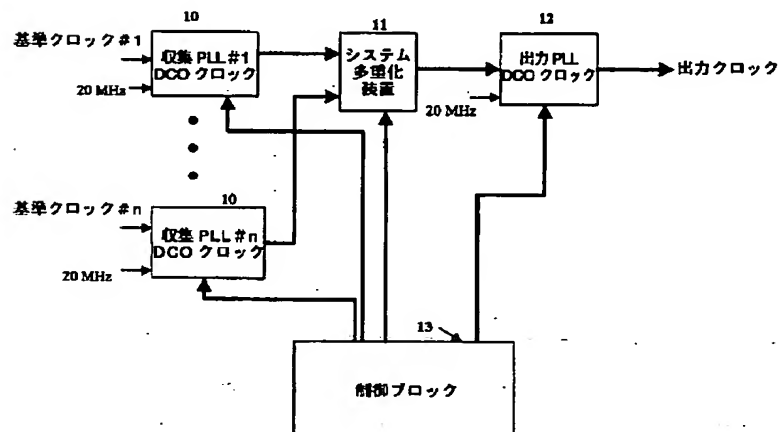 10
11
12
基準クロック#1
収集 PLL #1
DCO クロック
20 MHz
システム
多重化
装置
出力 PLL
DCO クロック
20 MHz
出力クロック
10
基準クロック#n
収集 PLL #n
DCO クロック
20 MHz
13
制御ブロック